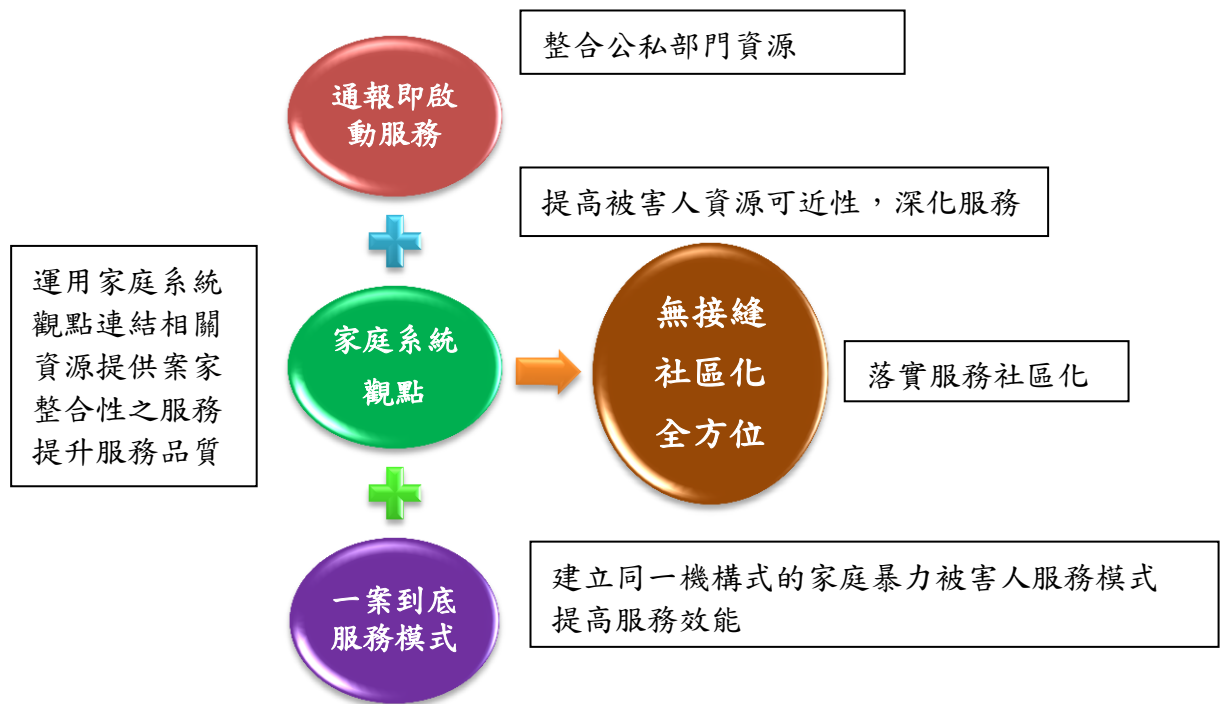 整合公私部門資源
通報即啟
動服務
提高被害人資源可近性，深化服務
運用家庭系統
觀點連結相關
資源提供案家
整合性之服務
提升服務品質
家庭系統
觀點
無接縫
社區化
全方位
落實服務社區化
一案到底
服務模式
建立同一機構式的家庭暴力被害人服務模式
提高服務效能